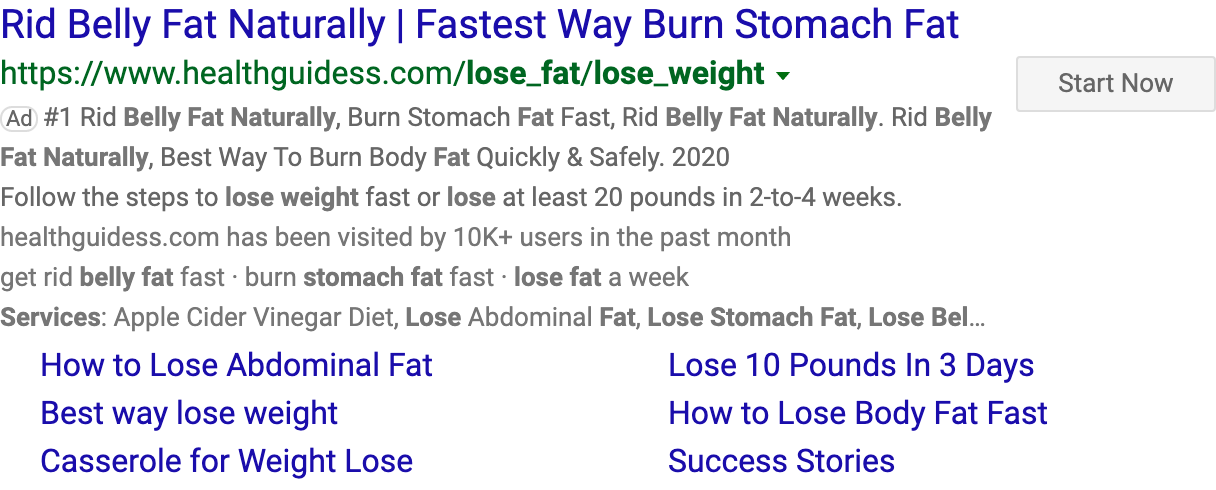 Rid Belly Fat Naturally | Fastest Way Burn Stomach Fat
https://www.healthguidess.com/lose_fat/lose_weight
Start Now
Ad #1 Rid Belly Fat Naturally, Burn Stomach Fat Fast, Rid Belly Fat Naturally. Rid Belly
Fat Naturally, Best Way To Burn Body Fat Quickly & Safely. 2020
Follow the steps to lose weight fast or lose at least 20 pounds in 2-to-4 weeks.
healthguidess.com has been visited by 10K+ users in the past month
get rid belly fat fast · burn stomach fat fast · lose fat a week
Services: Apple Cider Vinegar Diet, Lose Abdominal Fat, Lose Stomach Fat, Lose Bel...
How to Lose Abdominal Fat
Lose 10 Pounds In 3 Days
Best way lose weight
How to Lose Body Fat Fast
Casserole for Weight Lose
Success Stories